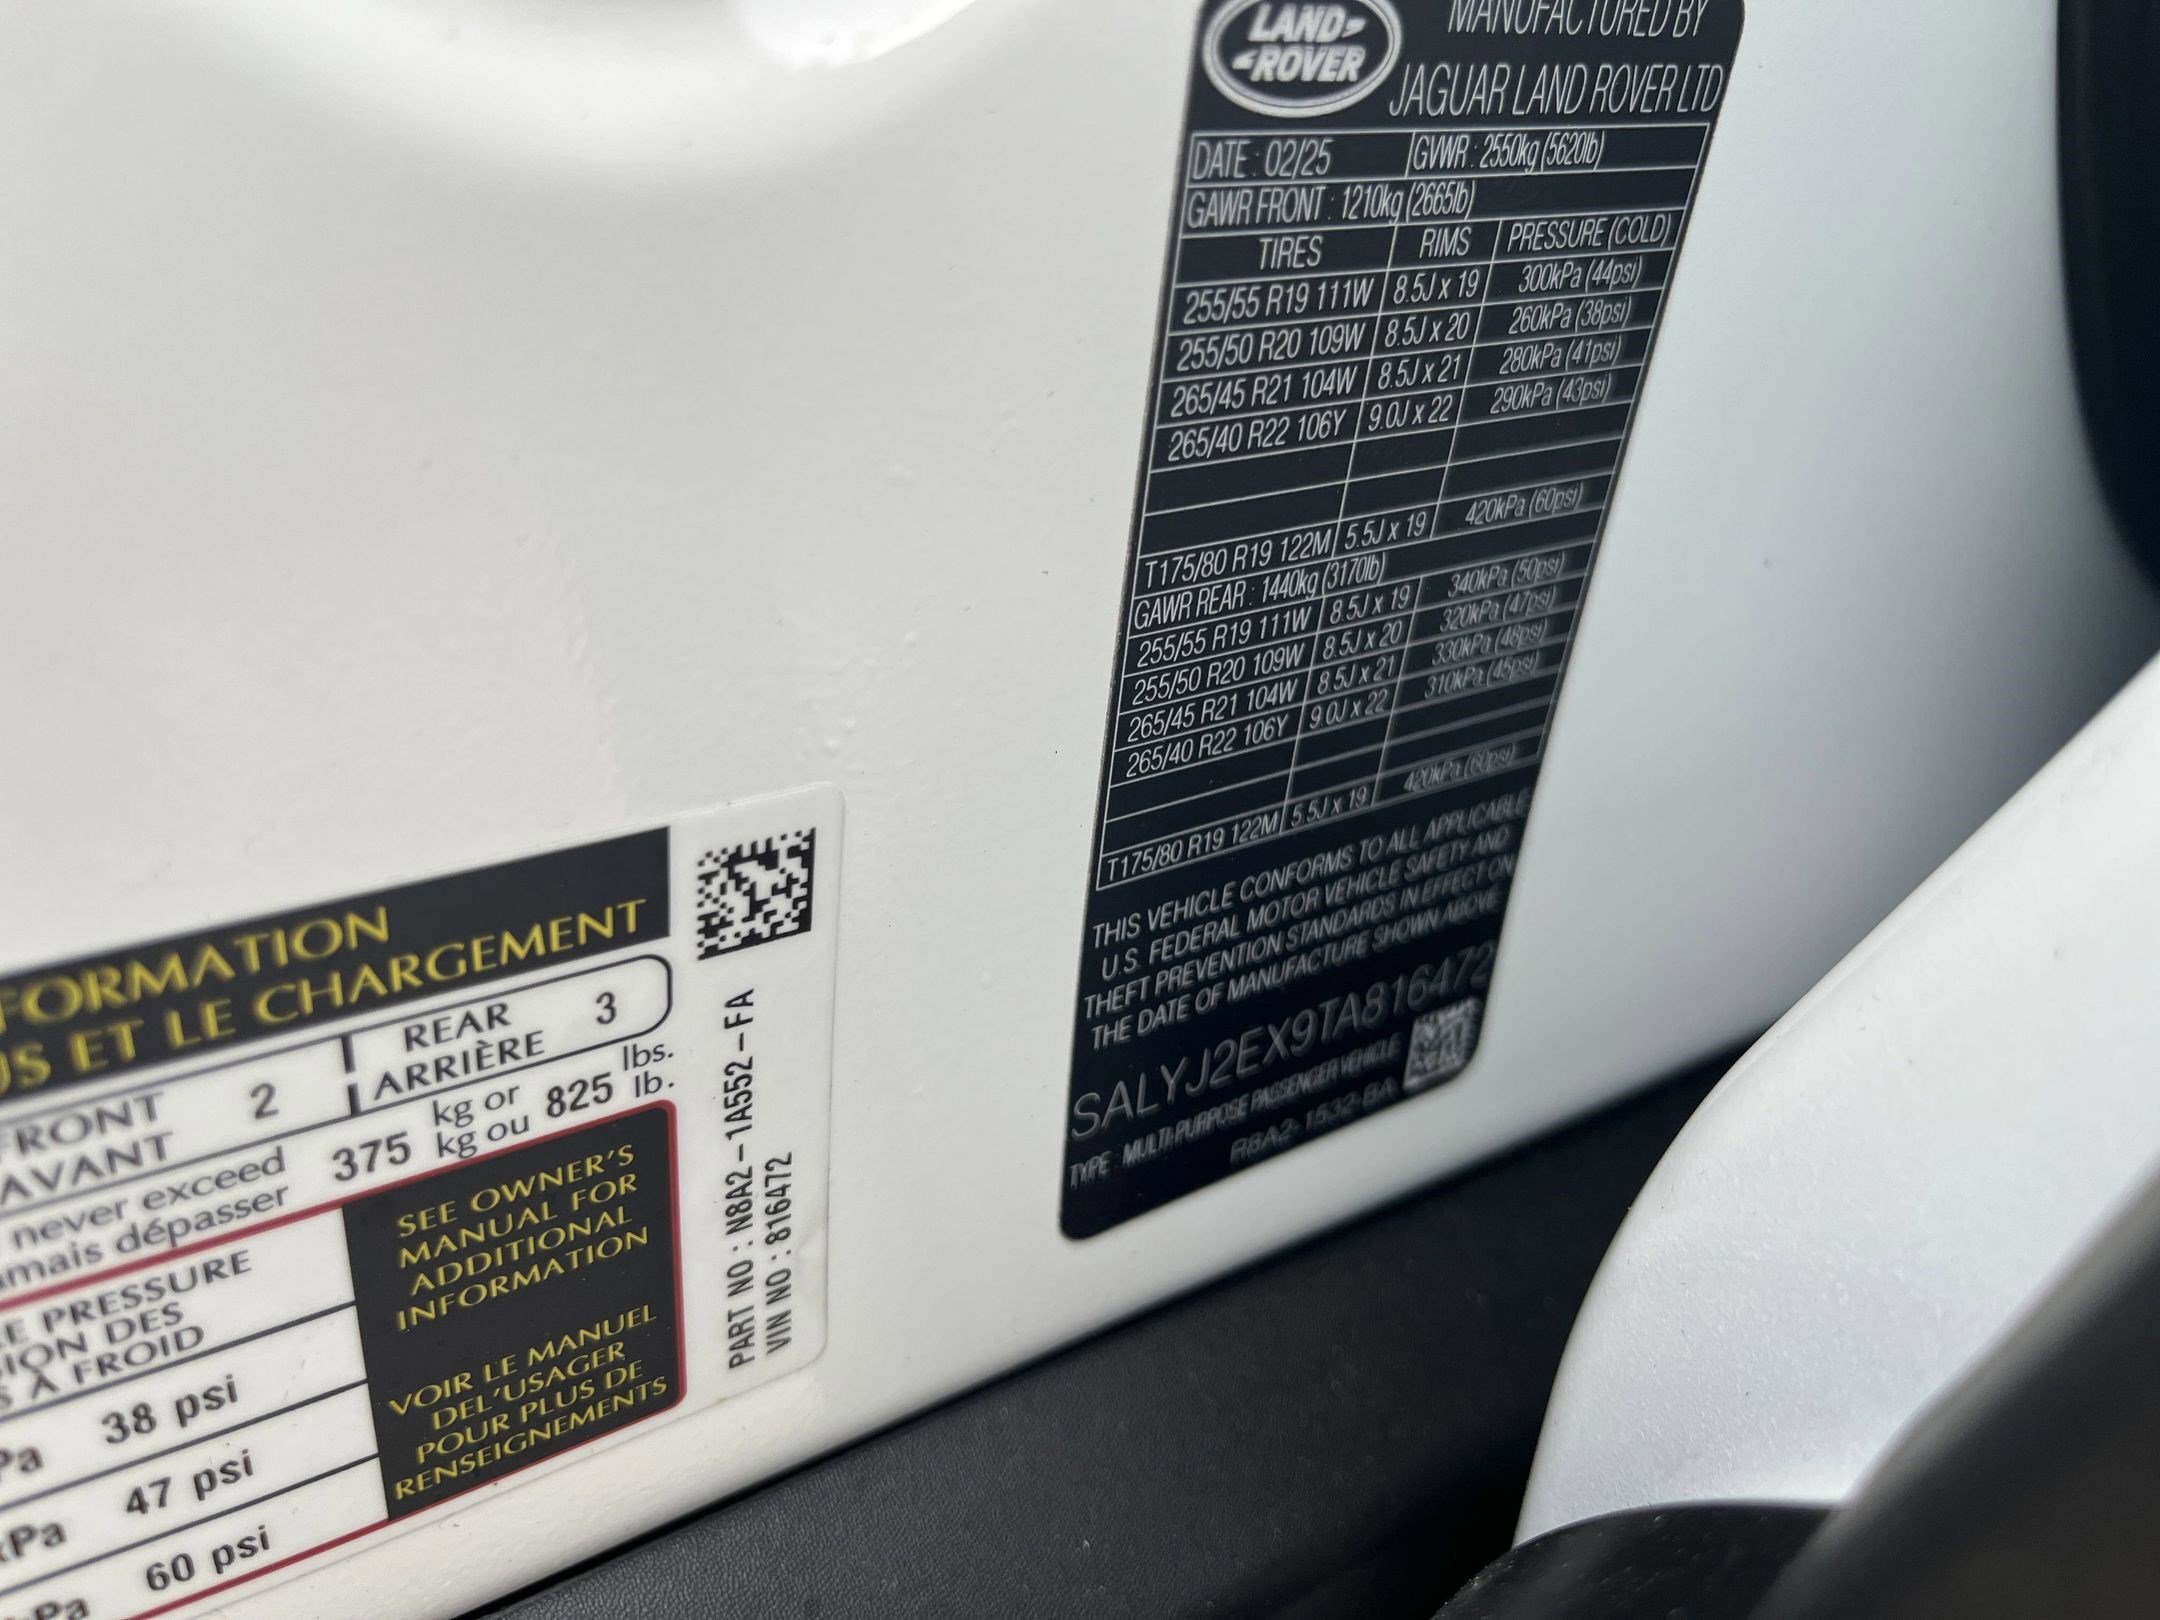 LAND-
-ROVER
MANUFACTURED BY
JAGUAR LAND ROVER LTD
DATE : 02/25 GVWR : 2550kg (5620lb)
GAWR FRONT : 1210kg (2665lb)
TIRES RIMS PRESSURE (COLD)
255/55 R19 111W 8.5J x 19 300kPa (44psi)
255/50 R20 109W 8.5J x 20 260kPa (38psi)
265/45 R21 104W 8.5J x 21 280kPa (41psi)
265/40 R22 106Y 9.0J x 22 290kPa (43psi)
T175/80 R19 122M 5.5J x 19 420kPa (60psi)
GAWR REAR : 1440kg (3170lb)
255/55 R19 111W 8.5J x 19 340kPa (50psi)
255/50 R20 109W 8.5J x 20 320kPa (47psi)
265/45 R21 104W 8.5J x 21 330kPa (48psi)
265/40 R22 106Y 9.0J x 22 310kPa (45psi)
T175/80 R19 122M 5.5J x 19 420kPa (60psi)
THIS VEHICLE CONFORMS TO ALL APPLICABLE
U.S. FEDERAL MOTOR VEHICLE SAFETY AND
THEFT PREVENTION STANDARDS IN EFFECT ON
THE DATE OF MANUFACTURE SHOWN ABOVE
SALYJ2EX9TA816472
TYPE : MULTI-PURPOSE PASSENGER VEHICLE
R8A2-1532-BA
FORMATION
US ET LE CHARGEMENT
FRONT 2 REAR 3
AVANT ARRIÈRE
never exceed 375 kg or 825 lbs.
amais dépasser kg ou lb.
E PRESSURE
ION DES
S À FROID
Pa 38 psi
kPa 47 psi
Pa 60 psi
SEE OWNER'S
MANUAL FOR
ADDITIONAL
INFORMATION
VOIR LE MANUEL
DEL'USAGER
POUR PLUS DE
RENSEIGNEMENTS
PART NO : N8A2-1A552-FA
VIN NO : 816472